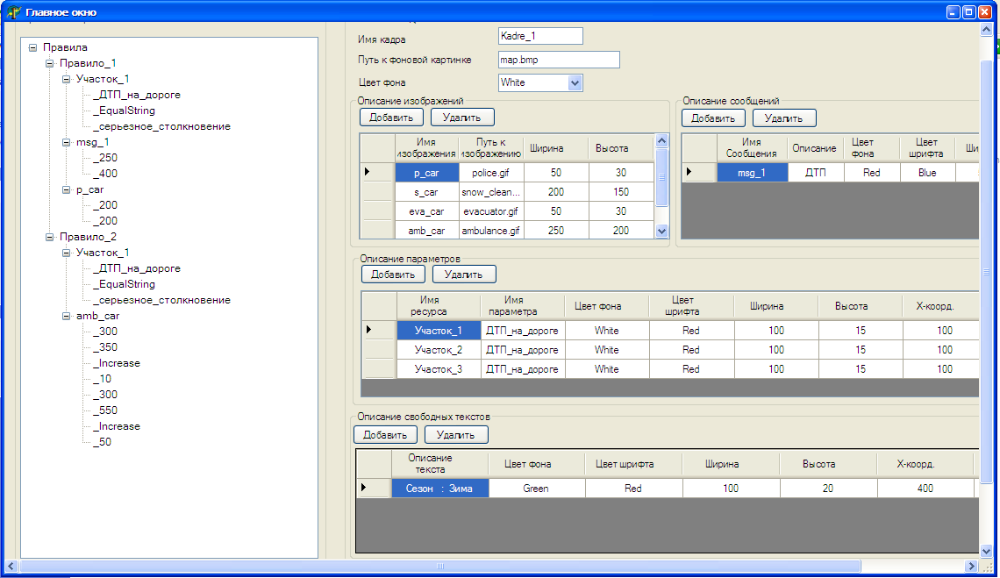 Главное окно
Правила
Правило_1
Участок_1
_ДТП_на_дороге
_EqualString
_серьезное_столкновение
msg_1
_250
_400
p_car
_200
_200
Правило_2
Участок_1
_ДТП_на_дороге
_EqualString
_серьезное_столкновение
amb_car
_300
_350
_Increase
_10
_300
_550
_Increase
_50
Имя кадра Kadre_1
Путь к фоновой картинке map.bmp
Цвет фона White
Описание изображений
Добавить Удалить
Имя изображения Путь к изображению Ширина Высота
p_car police.gif 50 30
s_car snow_clean... 200 150
eva_car evacuator.gif 50 30
amb_car ambulance.gif 250 200
Описание сообщений
Добавить Удалить
Имя Сообщения Описание Цвет фона Цвет шрифта Ши
msg_1 ДТП Red Blue
Описание параметров
Добавить Удалить
Имя ресурса Имя параметра Цвет фона Цвет шрифта Ширина Высота X-коорд.
Участок_1 ДТП_на_дороге White Red 100 15 100
Участок_2 ДТП_на_дороге White Red 100 15 100
Участок_3 ДТП_на_дороге White Red 100 15 100
Описание свободных текстов
Добавить Удалить
Описание текста Цвет фона Цвет шрифта Ширина Высота X-коорд.
Сезон : Зима Green Red 100 20 400